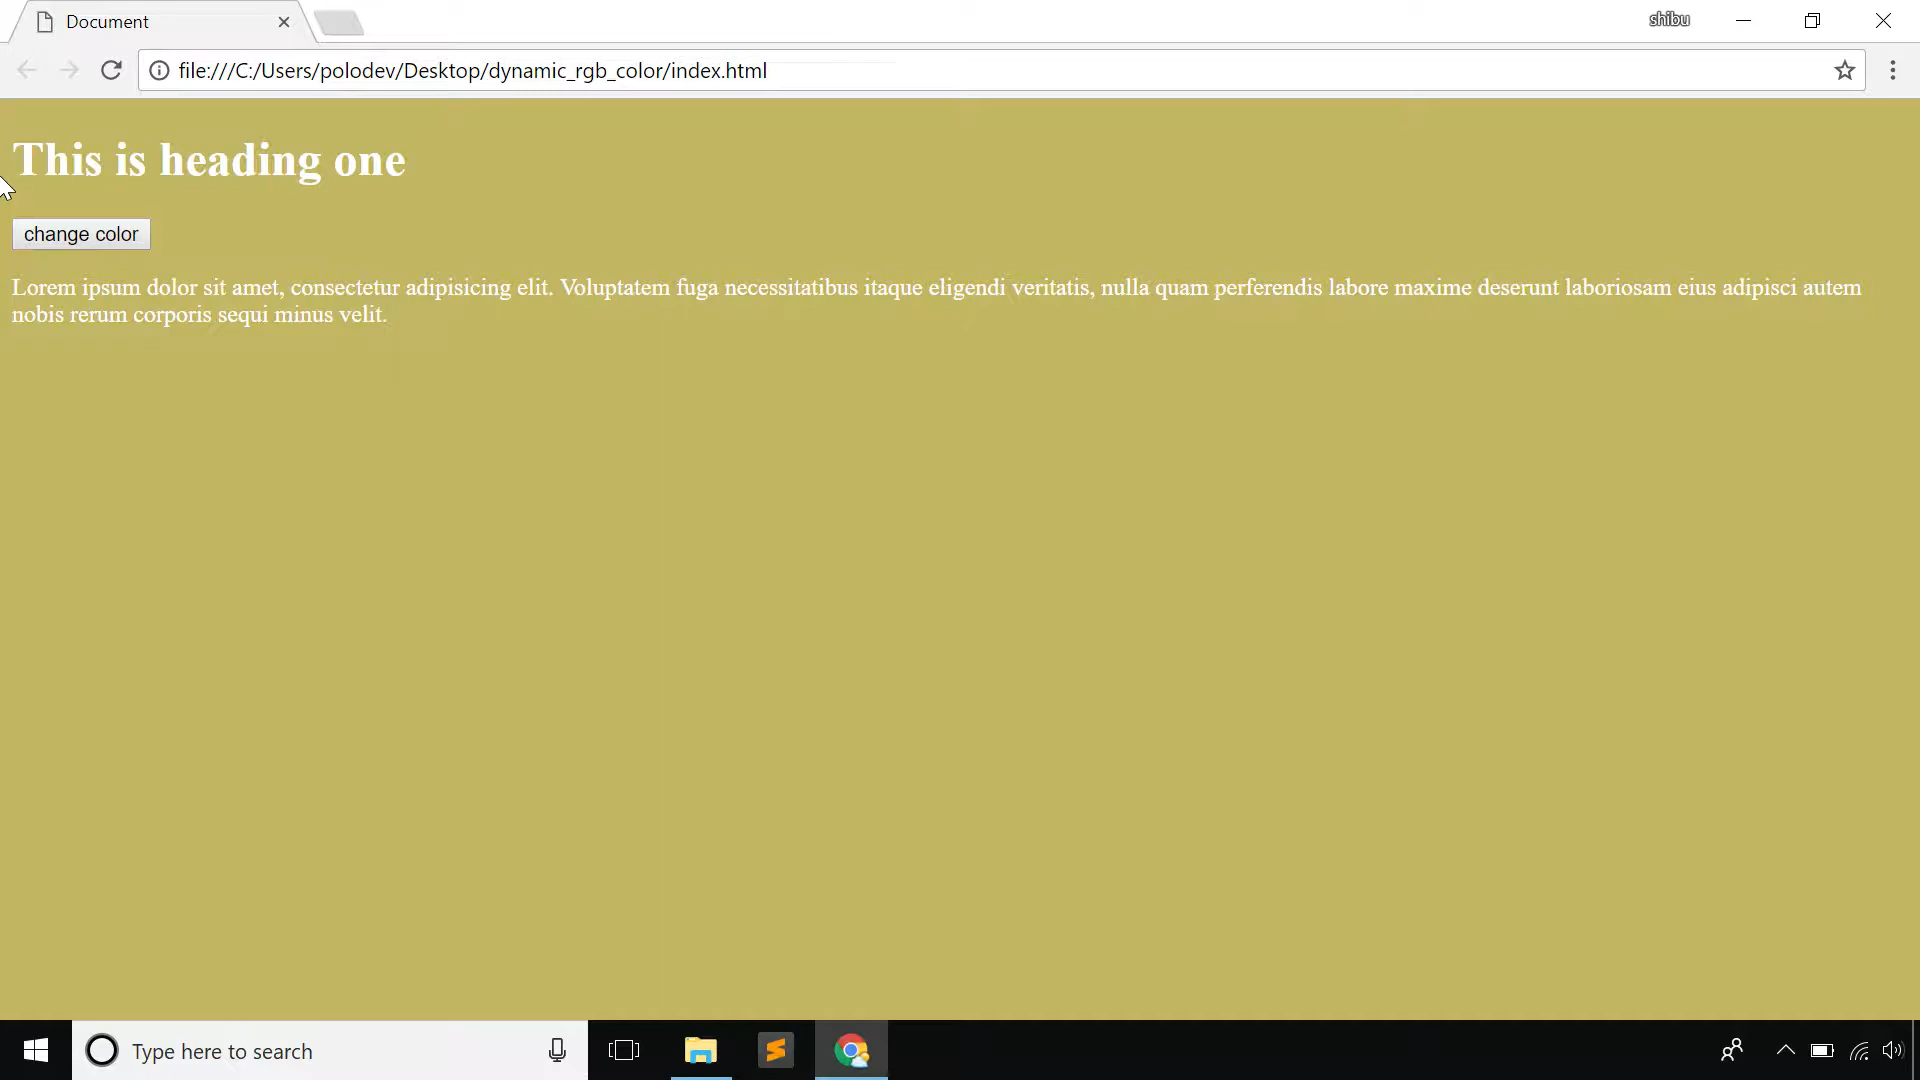 Document
shibu
file:///C:/Users/polodev/Desktop/dynamic_rgb_color/index.html
This is heading one
change color
Lorem ipsum dolor sit amet, consectetur adipisicing elit. Voluptatem fuga necessitatibus itaque eligendi veritatis, nulla quam perferendis labore maxime deserunt laboriosam eius adipisci autem
nobis rerum corporis sequi minus velit.
Type here to search